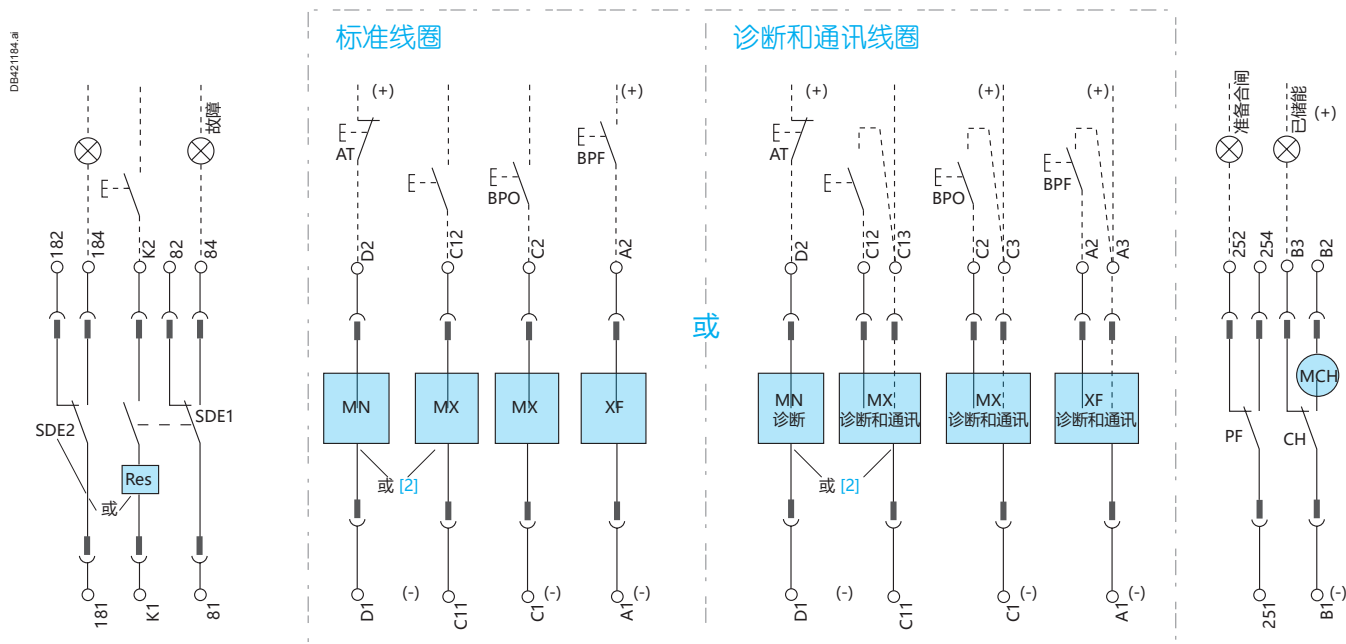 DB421184.ai
标准线圈
诊断和通讯线圈
故障
(+)
(+)
(+)
(+)
(+)
准备合闸
已储能
(+)
AT
BPO
BPF
AT
BPO
BPF
182
184
K2
82
84
D2
C12
C2
A2
D2
C12
C13
C2
C3
A2
A3
252
254
B3
B2
或
MN
MX
MX
XF
MN
诊断
MX
诊断和通讯
MX
诊断和通讯
XF
诊断和通讯
MCH
SDE2
SDE1
PF
CH
Res
或
或 [2]
或 [2]
181
K1
81
D1
(-)
C11
C1
(-)
A1
(-)
D1
(-)
C11
C1
(-)
A1
(-)
251
B1
(-)